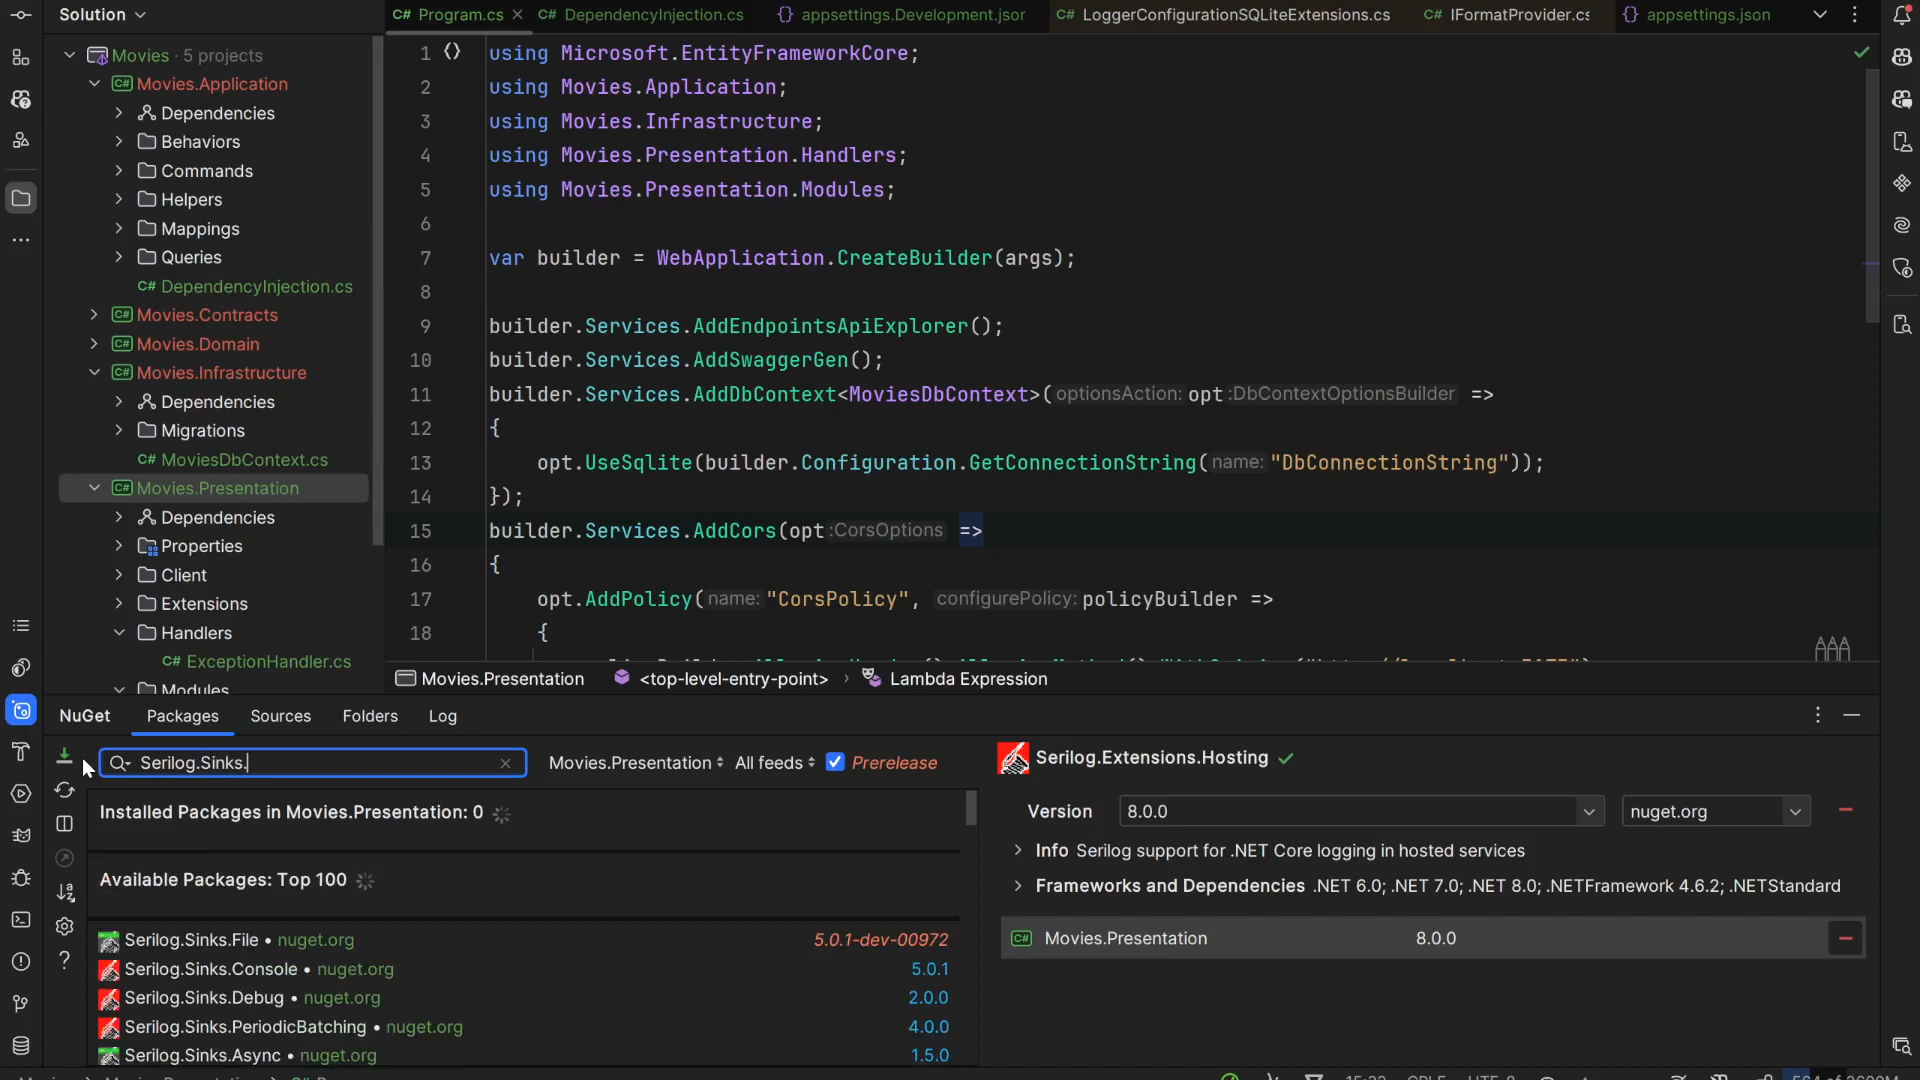 Solution
Program.cs
DependencyInjection.cs
appsettings.Development.json
LoggerConfigurationSQLiteExtensions.cs
IFormatProvider.cs
appsettings.json
Movies · 5 projects
Movies.Application
Dependencies
Behaviors
Commands
Helpers
Mappings
Queries
C# DependencyInjection.cs
Movies.Contracts
Movies.Domain
Movies.Infrastructure
Dependencies
Migrations
C# MoviesDbContext.cs
Movies.Presentation
Dependencies
Properties
Client
Extensions
Handlers
C# ExceptionHandler.cs
Modules
1 using Microsoft.EntityFrameworkCore;
2 using Movies.Application;
3 using Movies.Infrastructure;
4 using Movies.Presentation.Handlers;
5 using Movies.Presentation.Modules;
6
7 var builder = WebApplication.CreateBuilder(args);
8
9 builder.Services.AddEndpointsApiExplorer();
10 builder.Services.AddSwaggerGen();
11 builder.Services.AddDbContext<MoviesDbContext>( optionsAction: opt :DbContextOptionsBuilder =>
12 {
13 opt.UseSqlite(builder.Configuration.GetConnectionString( name: "DbConnectionString"));
14 });
15 builder.Services.AddCors(opt :CorsOptions =>
16 {
17 opt.AddPolicy( name: "CorsPolicy", configurePolicy: policyBuilder =>
18 {
Movies.Presentation <top-level-entry-point> › Lambda Expression
NuGet Packages Sources Folders Log
Serilog.Sinks.
Movies.Presentation All feeds Prerelease
Installed Packages in Movies.Presentation: 0
Available Packages: Top 100
Serilog.Sinks.File • nuget.org 5.0.1-dev-00972
Serilog.Sinks.Console • nuget.org 5.0.1
Serilog.Sinks.Debug • nuget.org 2.0.0
Serilog.Sinks.PeriodicBatching • nuget.org 4.0.0
Serilog.Sinks.Async • nuget.org 1.5.0
Serilog.Extensions.Hosting
Version 8.0.0 nuget.org
Info Serilog support for .NET Core logging in hosted services
Frameworks and Dependencies .NET 6.0; .NET 7.0; .NET 8.0; .NETFramework 4.6.2; .NETStandard
Movies.Presentation 8.0.0